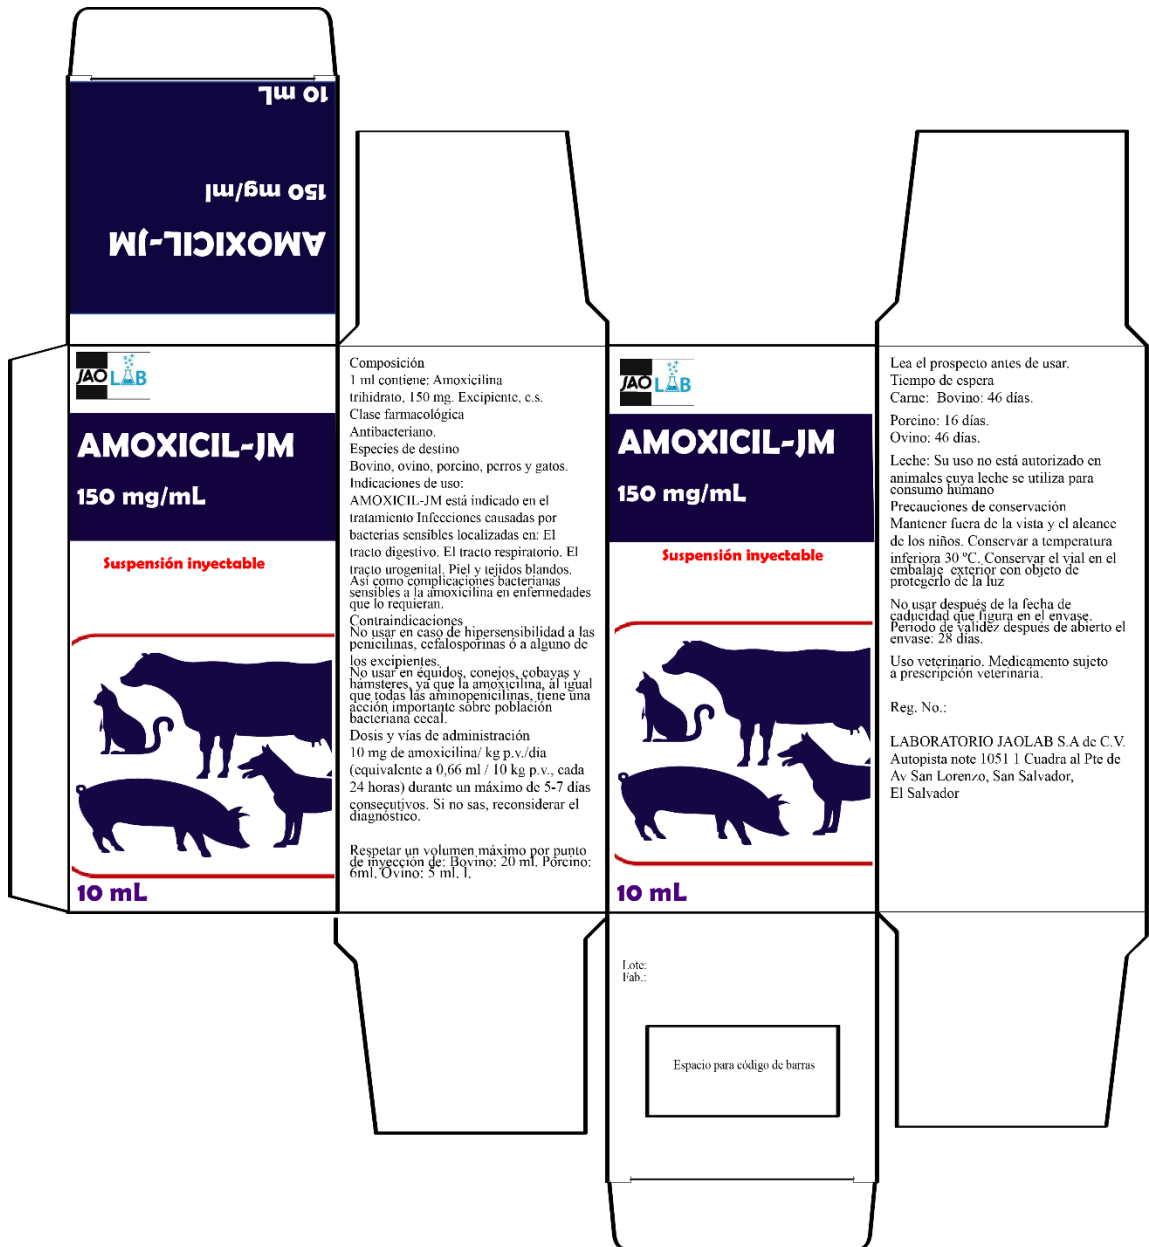 10 mL
150 mg/ml
AMOXICIL-JM
JAO LAB
AMOXICIL-JM
150 mg/mL
Suspensión inyectable
10 mL
Composición
1 ml contiene: Amoxicilina
trihidrato, 150 mg. Excipiente, c.s.
Clase farmacológica
Antibacteriano.
Especies de destino
Bovino, ovino, porcino, perros y gatos.
Indicaciones de uso:
AMOXICIL-JM está indicado en el
tratamiento Infecciones causadas por
bacterias sensibles localizadas en: El
tracto digestivo. El tracto respiratorio. El
tracto urogenital. Piel y tejidos blandos.
Así como complicaciones bacterianas
sensibles a la amoxicilina en enfermedades
que lo requieran.
Contraindicaciones
No usar en caso de hipersensibilidad a las
penicilinas, cefalosporinas ó a alguno de
los excipientes.
No usar en équidos, conejos, cobayas y
hámsteres, ya que la amoxicilina, al igual
que todas las aminopenicilinas, tiene una
acción importante sobre población
bacteriana cecal.
Dosis y vías de administración
10 mg de amoxicilina/ kg p.v./día
(equivalente a 0,66 ml / 10 kg p.v., cada
24 horas) durante un máximo de 5-7 días
consecutivos. Si no sas, reconsiderar el
diagnóstico.
Respetar un volumen máximo por punto
de inyección de: Bovino: 20 ml. Porcino:
6ml. Ovino: 5 ml. I.
JAO LAB
AMOXICIL-JM
150 mg/mL
Suspensión inyectable
10 mL
Lea el prospecto antes de usar.
Tiempo de espera
Carne: Bovino: 46 días.
Porcino: 16 días.
Ovino: 46 días.
Leche: Su uso no está autorizado en
animales cuya leche se utiliza para
consumo humano
Precauciones de conservación
Mantener fuera de la vista y el alcance
de los niños. Conservar a temperatura
inferiora 30 ºC. Conservar el vial en el
embalaje exterior con objeto de
protegerlo de la luz
No usar después de la fecha de
caducidad que figura en el envase.
Periodo de validez después de abierto el
envase: 28 días.
Uso veterinario. Medicamento sujeto
a prescripción veterinaria.
Reg. No.:
LABORATORIO JAOLAB S.A de C.V.
Autopista note 1051 1 Cuadra al Pte de
Av San Lorenzo, San Salvador,
El Salvador
Lote:
Fab.:
Espacio para código de barras